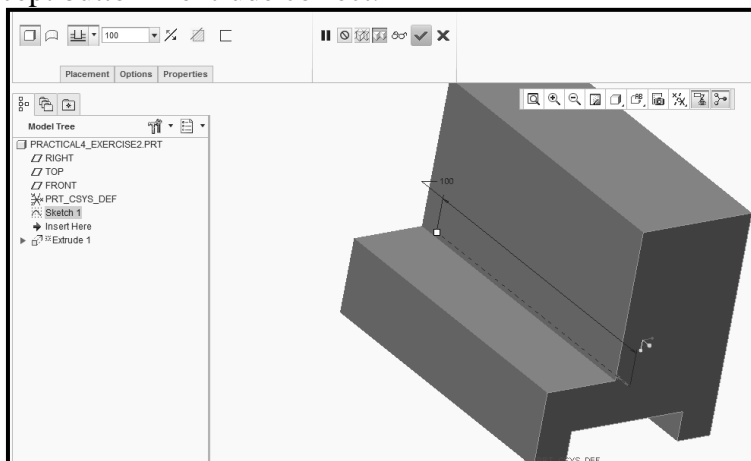 100
Placement Options Properties
Model Tree
PRACTICAL4_EXERCISE2.PRT
RIGHT
TOP
FRONT
PRT_CSYS_DEF
Sketch 1
Insert Here
Extrude 1
100